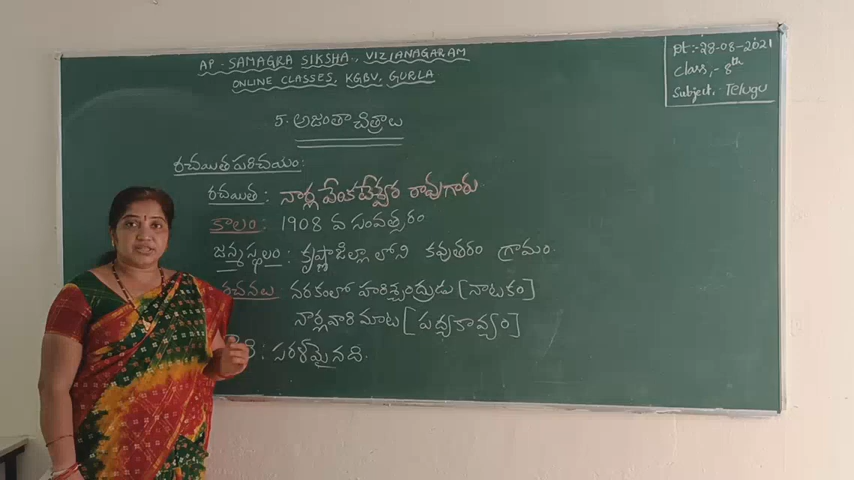 AP - SAMAGRA SIKSHA., VIZIANAGARAM
ONLINE CLASSES, KGBV, GURLA
Dt:-28-08-2021
Class,- 8th
Subject,- Telugu
5. అజంతా చిత్రాలు
రచయిత పరిచయం:
రచయిత : నార్ల వేంకటేశ్వర రావుగారు
కాలం : 1908 వ సంవత్సరం
జన్మస్థలం : కృష్ణాజిల్లా లోని కవుతరం గ్రామం.
రచనలు నరకంలో హరిశ్చంద్రుడు [నాటకం]
నార్లవారి మాట [పద్యకావ్యం]
: సరళమైనది.